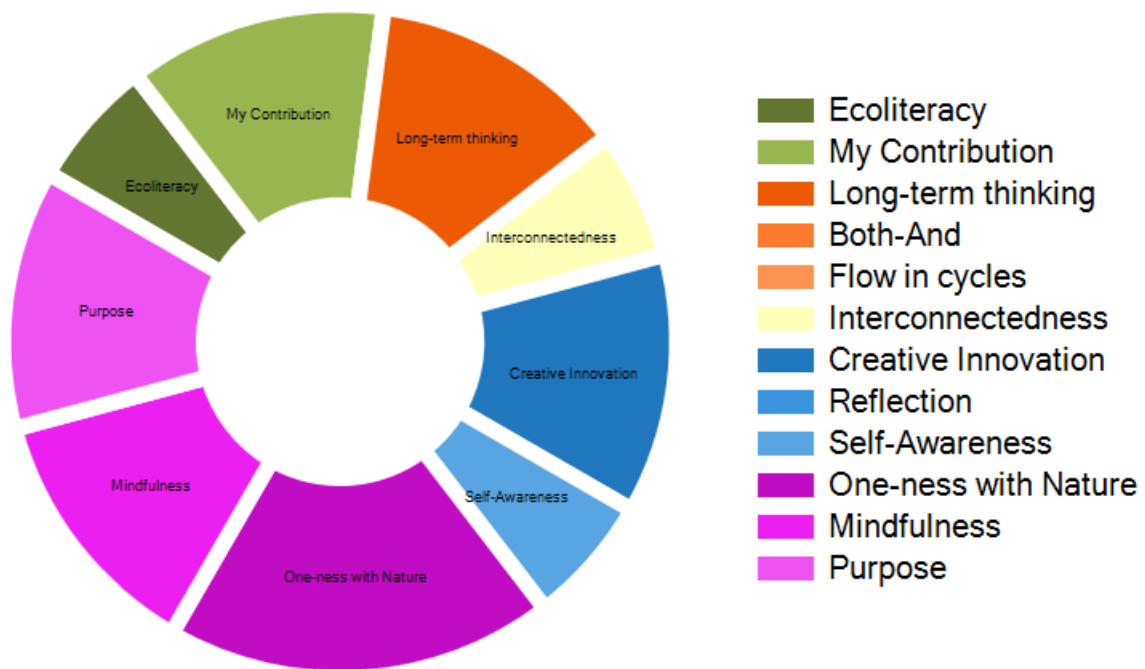 My Contribution
Long-term thinking
Ecoliteracy
Interconnectedness
Purpose
Creative Innovation
Mindfulness
Self-Awareness
One-ness with Nature
Ecoliteracy
My Contribution
Long-term thinking
Both-And
Flow in cycles
Interconnectedness
Creative Innovation
Reflection
Self-Awareness
One-ness with Nature
Mindfulness
Purpose